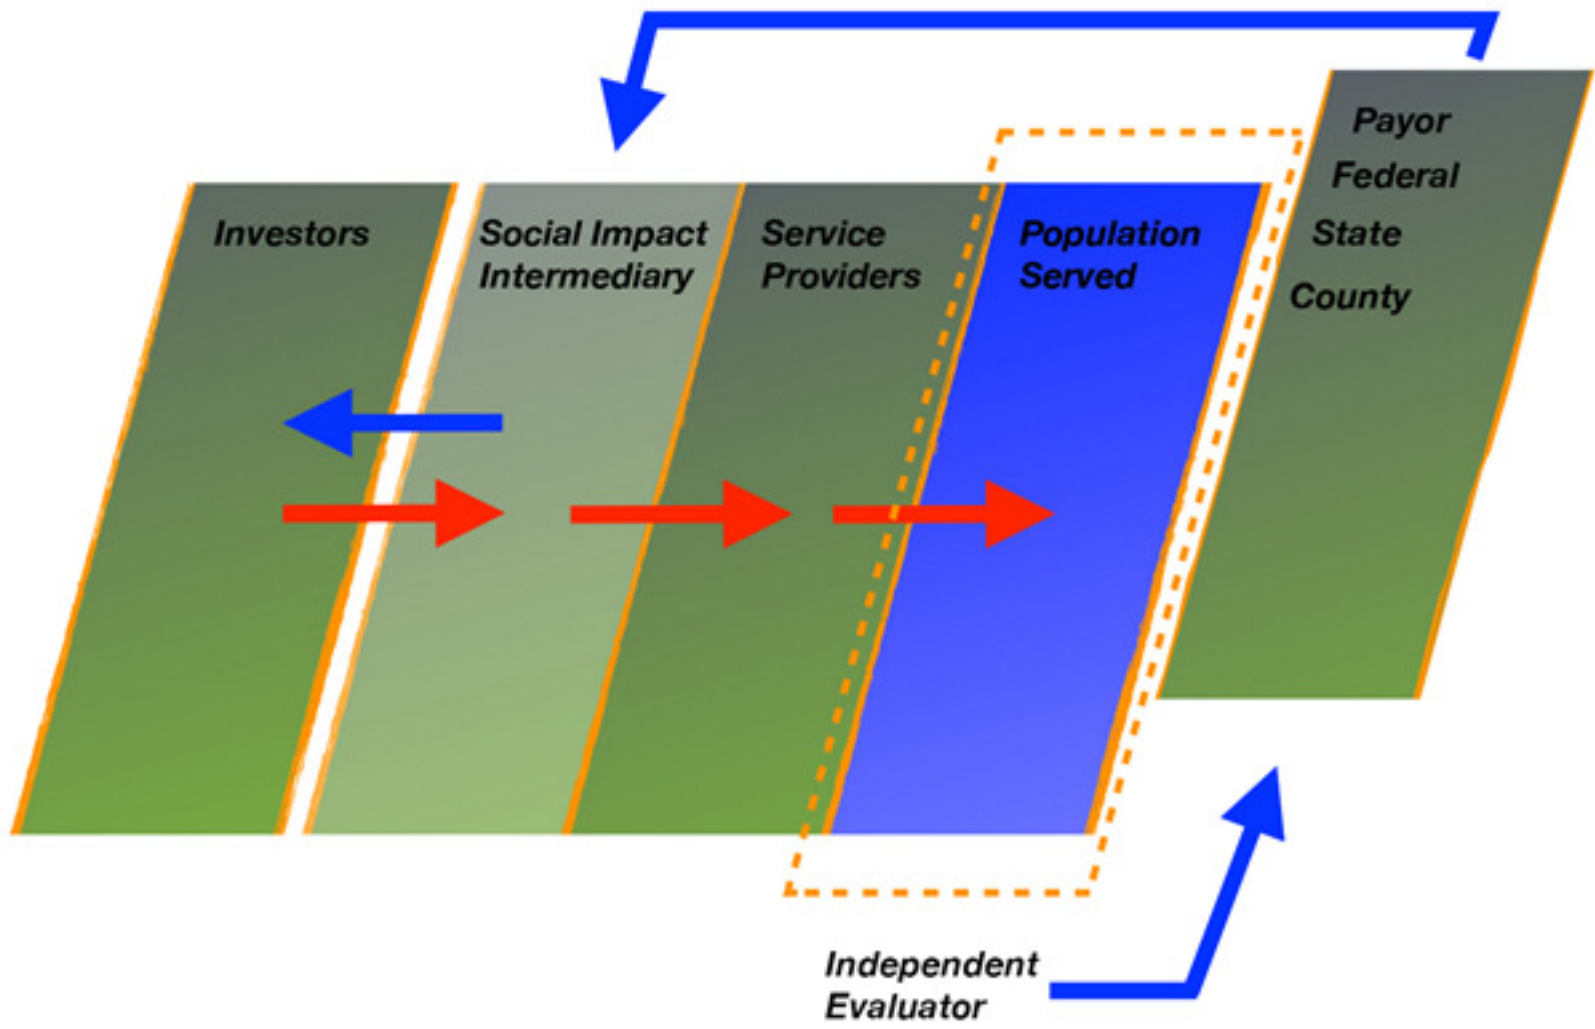 Investors
Social Impact
Intermediary
Service
Providers
Population
Served
Payor
Federal
State
County
Independent
Evaluator